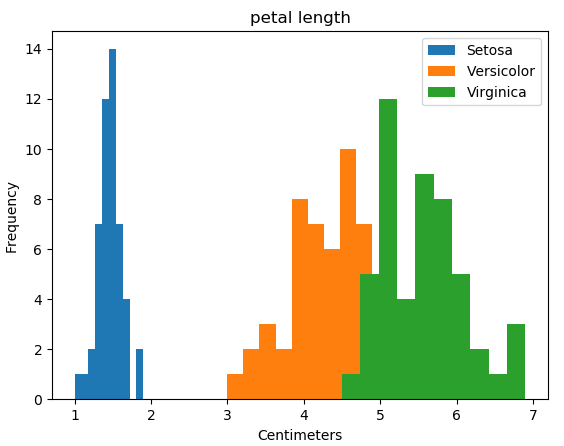 petal length
Setosa
Versicolor
Virginica
Frequency
14
12
10
8
6
4
2
0
1 2 3 4 5 6 7
Centimeters